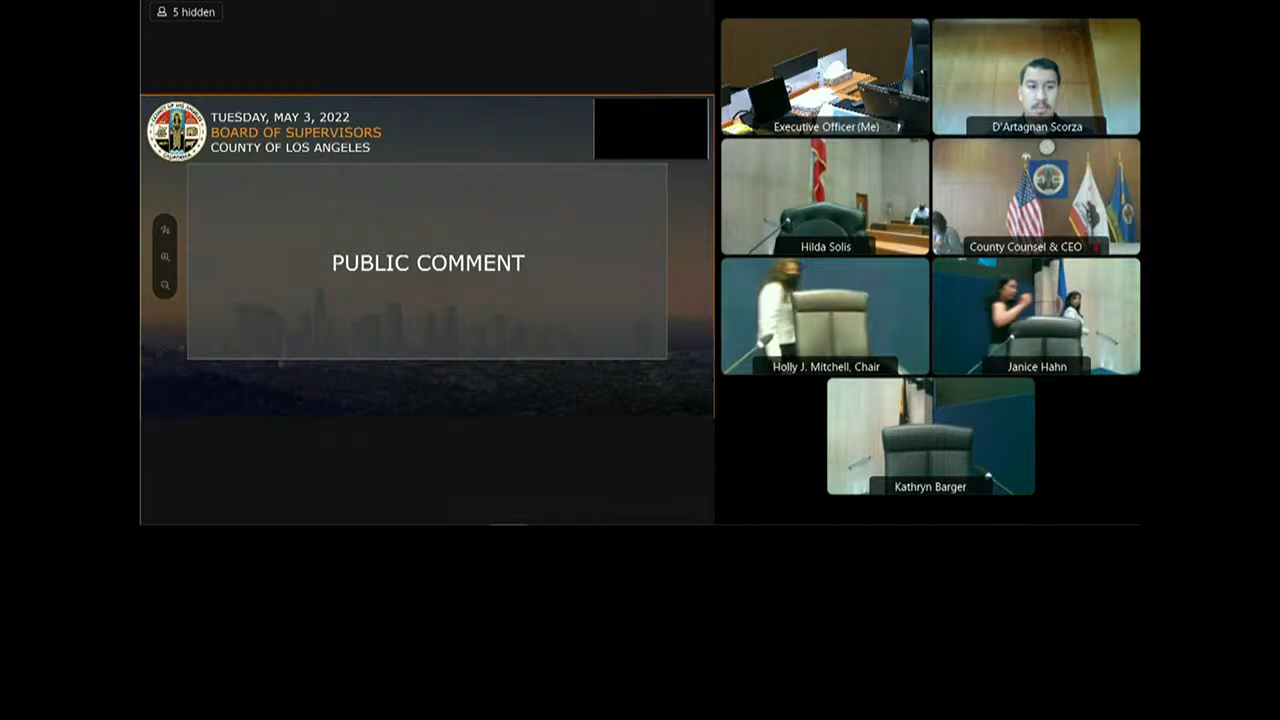 5 hidden
TUESDAY, MAY 3, 2022
BOARD OF SUPERVISORS
COUNTY OF LOS ANGELES
PUBLIC COMMENT
Executive Officer (Me)
D'Artagnan Scorza
Hilda Solis
County Counsel & CEO
Holly J. Mitchell, Chair
Janice Hahn
Kathryn Barger